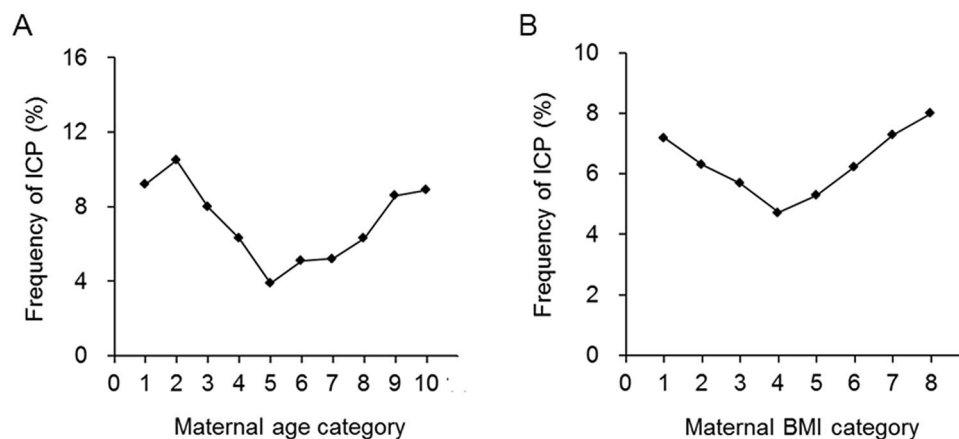 A
Frequency of ICP (%)
16
12
8
4
0
0 1 2 3 4 5 6 7 8 9 10
Maternal age category
B
Frequency of ICP (%)
10
8
6
4
2
0
0 1 2 3 4 5 6 7 8
Maternal BMI category